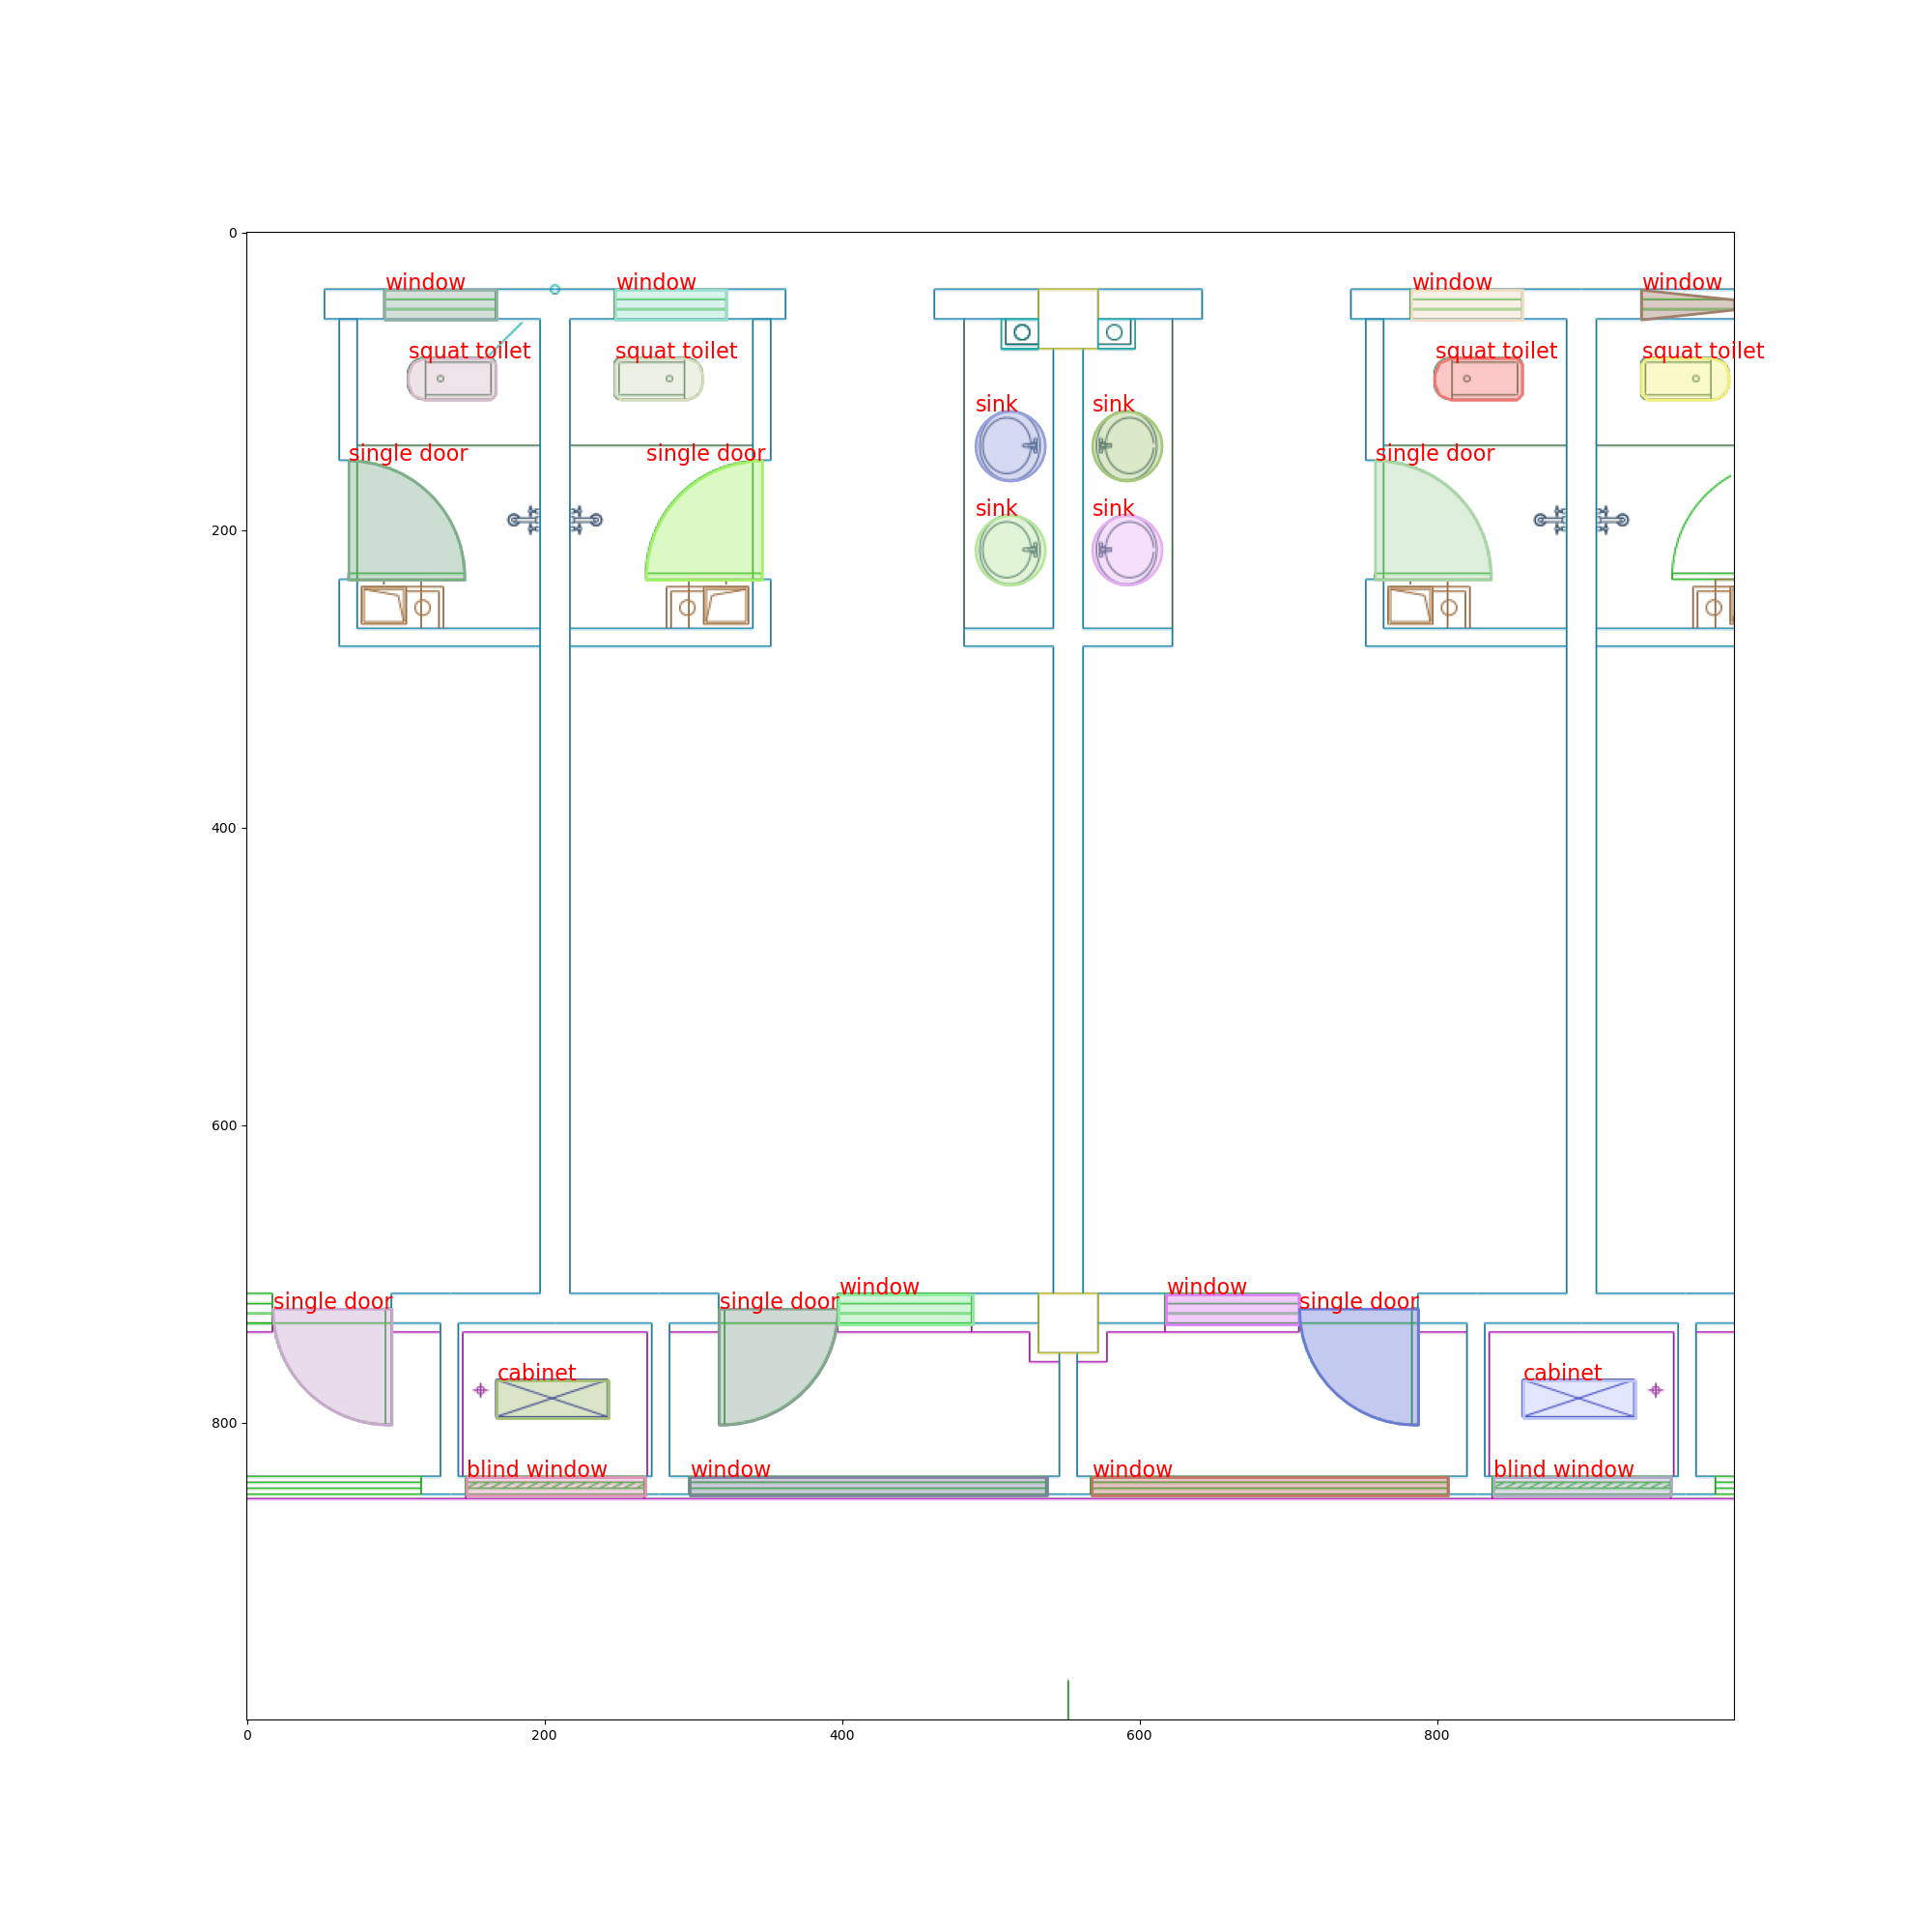 0
window window window window
squat toilet squat toilet squat toilet squat toilet
sink sink
single door single door single door
sink sink
200
400
600
window window
single door single door single door
cabinet cabinet
800
blind window window window blind window
0 200 400 600 800